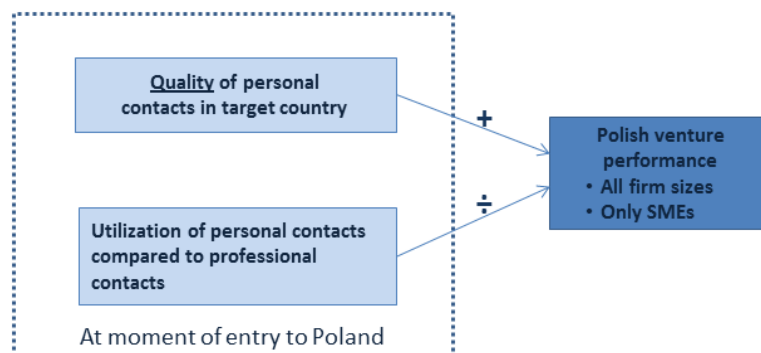 Quality of personal
contacts in target country
+
Polish venture
performance
• All firm sizes
• Only SMEs
÷
Utilization of personal contacts
compared to professional
contacts
At moment of entry to Poland